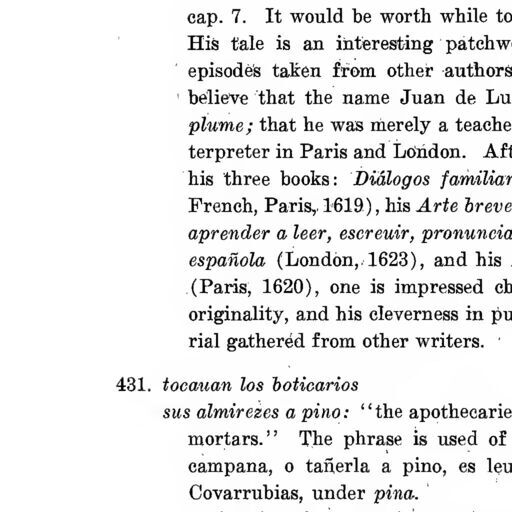 cap. 7. It would be worth while to
His tale is an interesting patchw
episodes taken from other authors
believe that the name Juan de Lu
plume; that he was merely a teache
terpreter in Paris and London. Aft
his three books: Diálogos familiar
French, Paris, 1619), his Arte breve
aprender a leer, escreuir, pronuncia
española (London, 1623), and his
(Paris, 1620), one is impressed ch
originality, and his cleverness in pu
rial gathered from other writers.
431. tocauan los boticarios
sus almirezes a pino: "the apothecarie
mortars." The phrase is used of
campana, o tañerla a pino, es leu
Covarrubias, under pina.